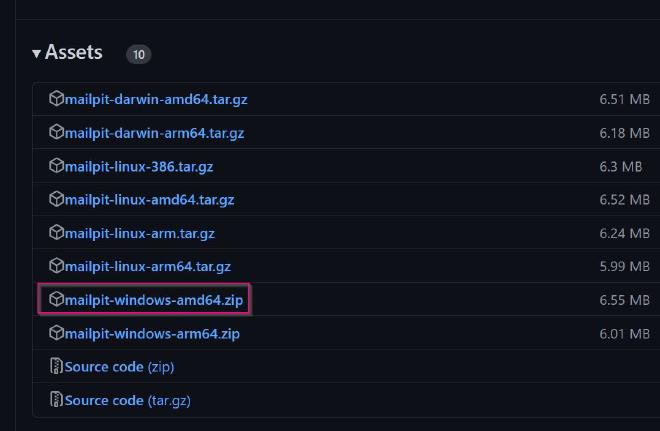 Assets 10
mailpit-darwin-amd64.tar.gz 6.51 MB
mailpit-darwin-arm64.tar.gz 6.18 MB
mailpit-linux-386.tar.gz 6.3 MB
mailpit-linux-amd64.tar.gz 6.52 MB
mailpit-linux-arm.tar.gz 6.24 MB
mailpit-linux-arm64.tar.gz 5.99 MB
mailpit-windows-amd64.zip 6.55 MB
mailpit-windows-arm64.zip 6.01 MB
Source code (zip)
Source code (tar.gz)